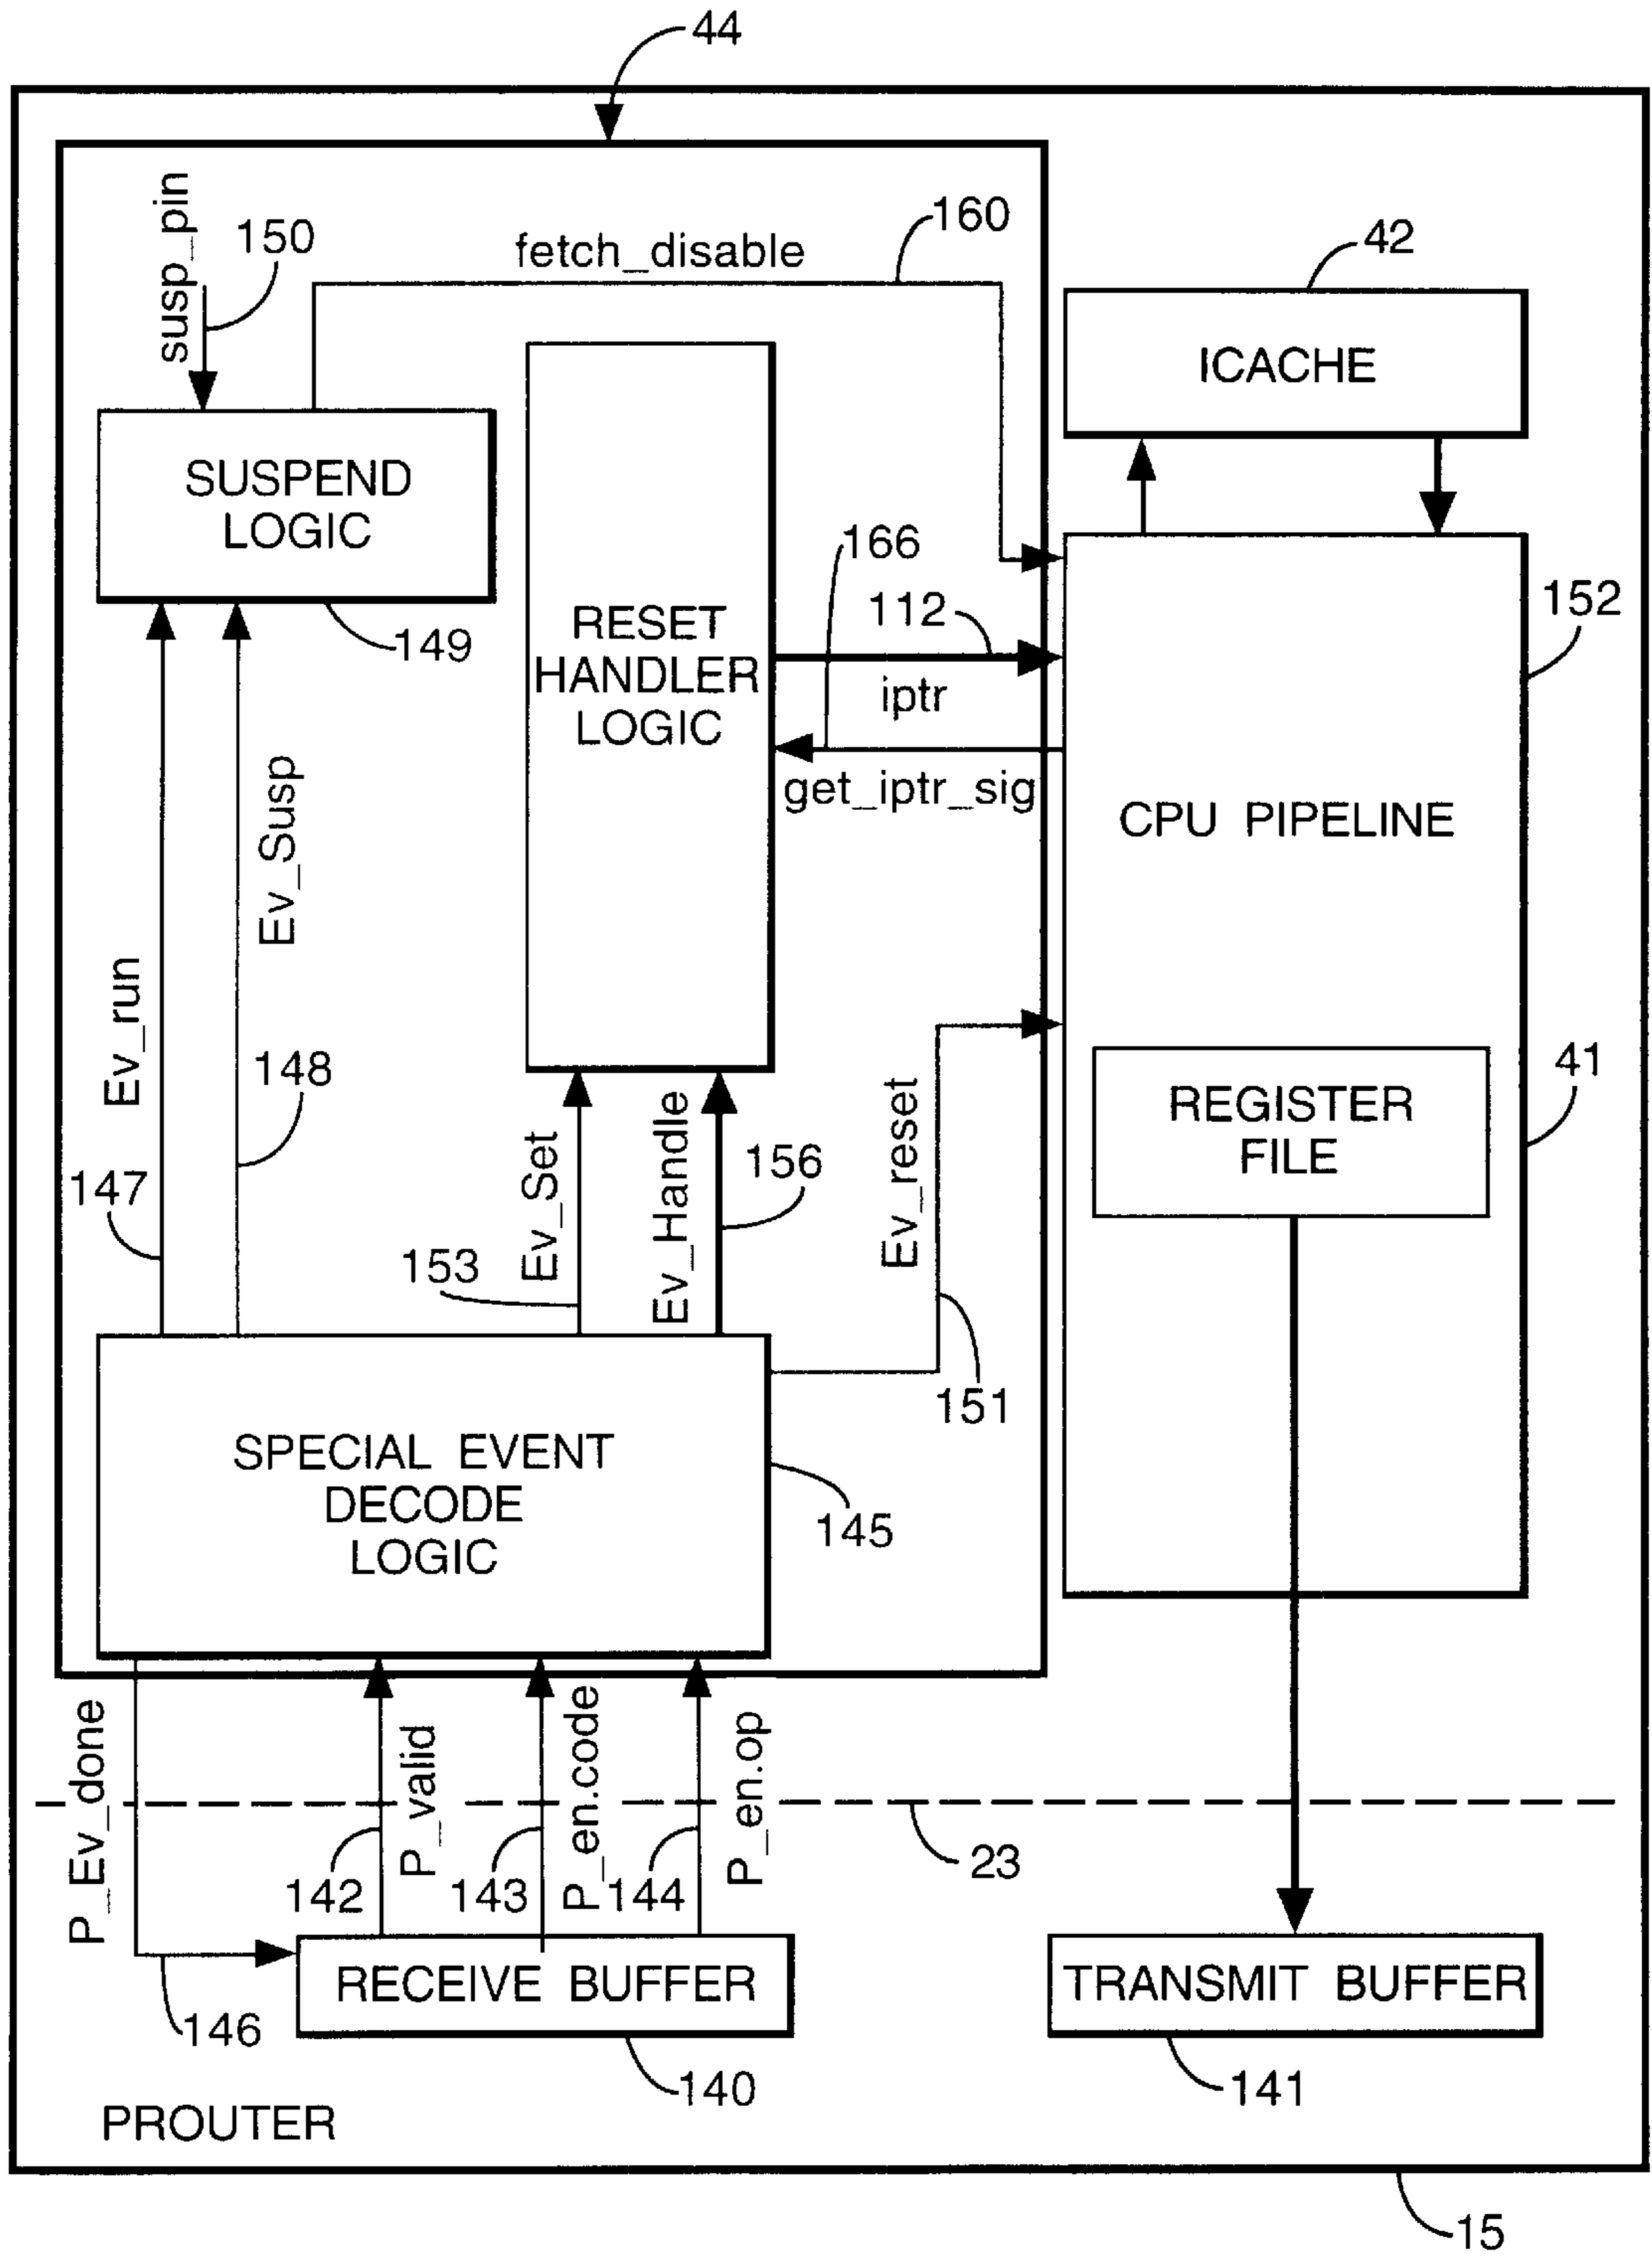 44
susp_pin
150
fetch_disable
160
42
ICACHE
SUSPEND
LOGIC
149
166
112
iptr
get_iptr_sig
RESET
HANDLER
LOGIC
152
CPU PIPELINE
Ev_run
Ev_Susp
147
148
153
Ev_Set
Ev_Handle
156
Ev_reset
151
REGISTER
FILE
41
SPECIAL EVENT
DECODE
LOGIC
145
P_Ev_done
P_valid
P_en.code
P_en.op
142
143
144
23
146
RECEIVE BUFFER
TRANSMIT BUFFER
140
141
PROUTER
15